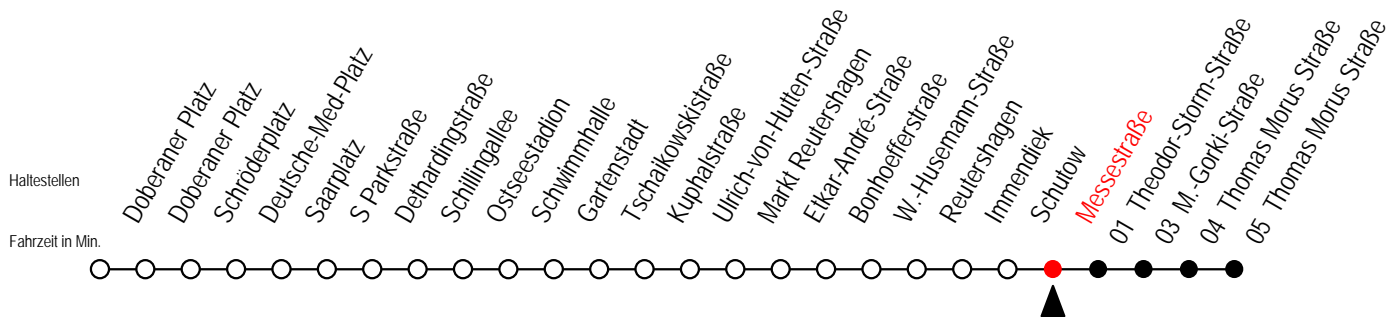 Haltestellen
Doberaner Platz
Doberaner Platz
Schröderplatz
Deutsche-Med-Platz
Saarplatz
S Parkstraße
Dethardingstraße
Schillingallee
Ostseestadion
Schwimmhalle
Gartenstadt
Tschaikowskistraße
Kuphalstraße
Ulrich-von-Hutten-Straße
Markt Reutershagen
Etkar-André-Straße
Bonhoefferstraße
W.-Husemann-Straße
Reutershagen
Immendiek
Schutow
Messestraße
01 Theodor-Storm-Straße
03 M.-Gorki-Straße
04 Thomas Morus Straße
05 Thomas Morus Straße
Fahrzeit in Min.